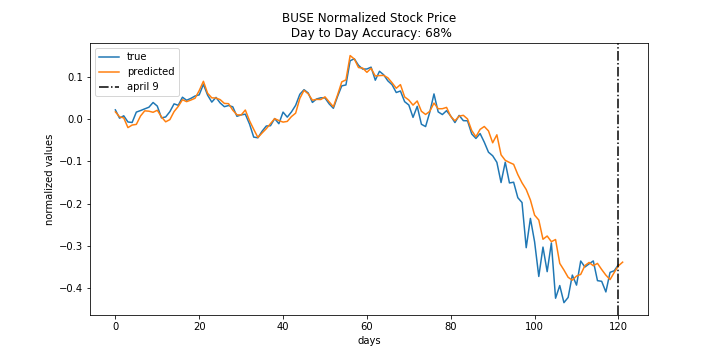 BUSE Normalized Stock Price
Day to Day Accuracy: 68%
true
predicted
april 9
normalized values
0.1
0.0
−0.1
−0.2
−0.3
−0.4
0 20 40 60 80 100 120
days